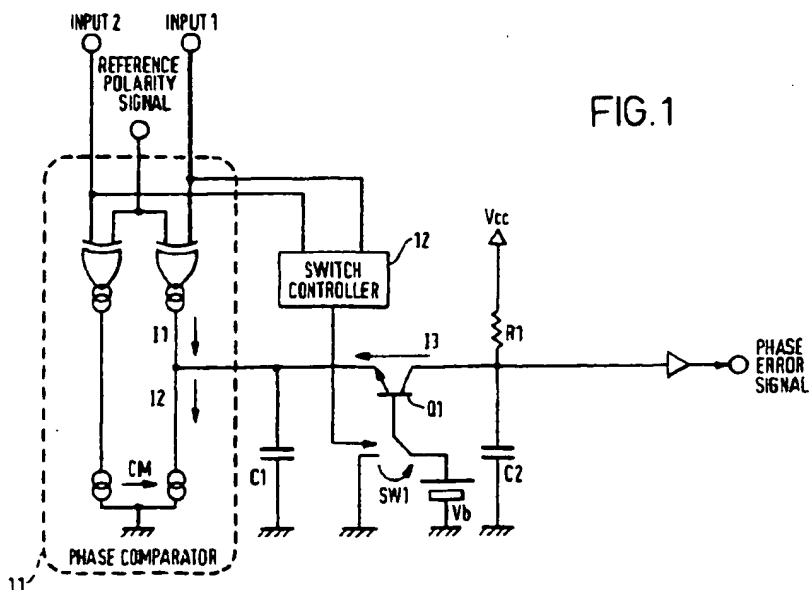 INPUT 2
INPUT 1
REFERENCE
POLARITY
SIGNAL
FIG.1
12
Vcc
SWITCH
CONTROLLER
I1
I3
R1
PHASE
ERROR
SIGNAL
I2
Q1
CM
C1
SW1
Vb
C2
PHASE COMPARATOR
11